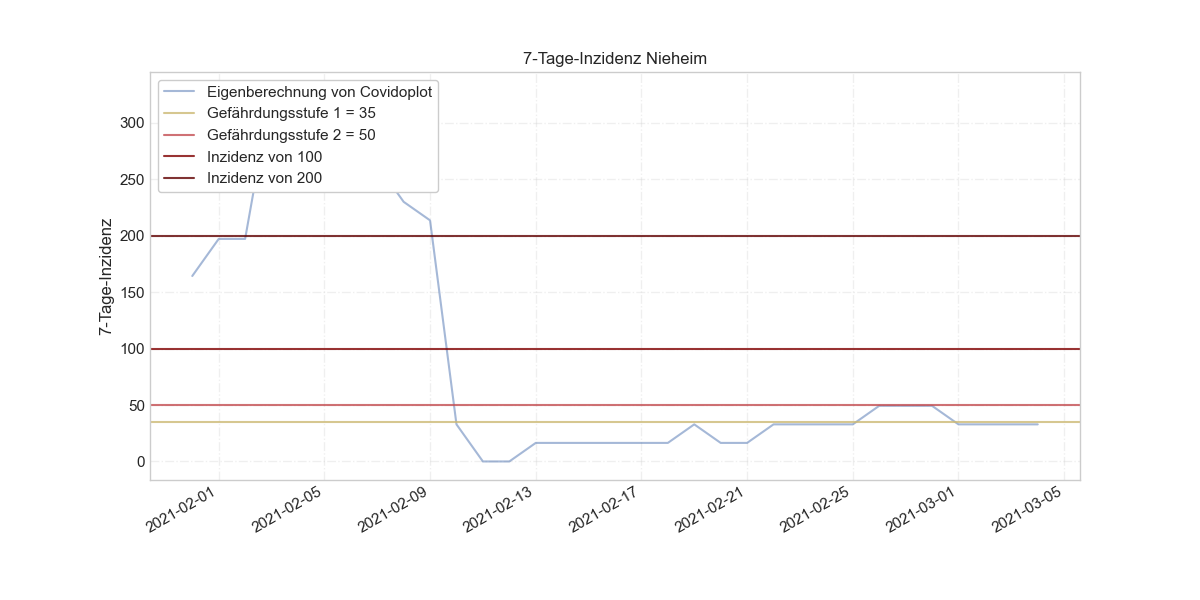 7-Tage-Inzidenz Nieheim
Eigenberechnung von Covidoplot
Gefährdungsstufe 1 = 35
Gefährdungsstufe 2 = 50
Inzidenz von 100
Inzidenz von 200
7-Tage-Inzidenz
300
250
200
150
100
50
0
2021-02-01
2021-02-05
2021-02-09
2021-02-13
2021-02-17
2021-02-21
2021-02-25
2021-03-01
2021-03-05